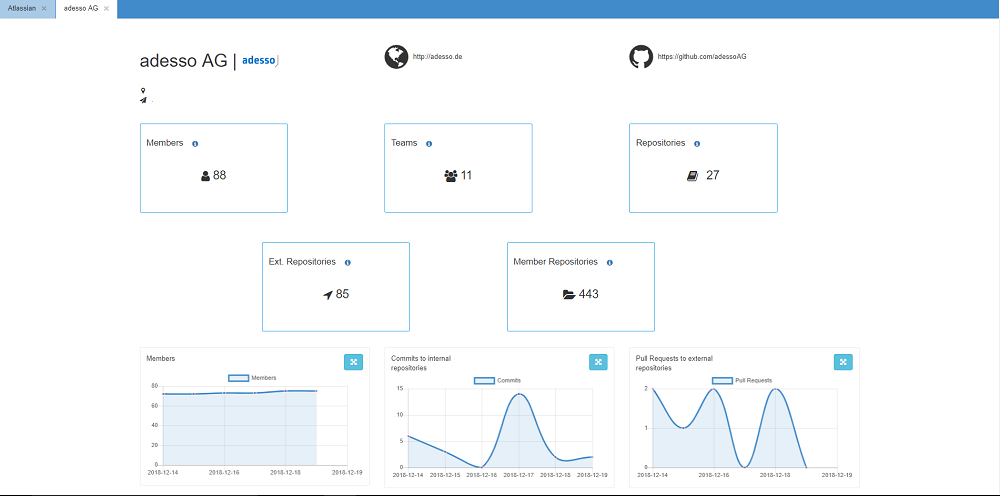 Atlassian ×
adesso AG ×
adesso AG | adesso
http://adesso.de
https://github.com/adessoAG
Members
88
Teams
11
Repositories
27
Ext. Repositories
85
Member Repositories
443
Members
Members
80
60
40
20
0
2018-12-14 2018-12-16 2018-12-18 2018-12-19
Commits to internal
repositories
Commits
15
10
5
0
2018-12-14 2018-12-15 2018-12-16 2018-12-17 2018-12-18 2018-12-19
Pull Requests to external
repositories
Pull Requests
2
1
0
2018-12-14 2018-12-16 2018-12-18 2018-12-19